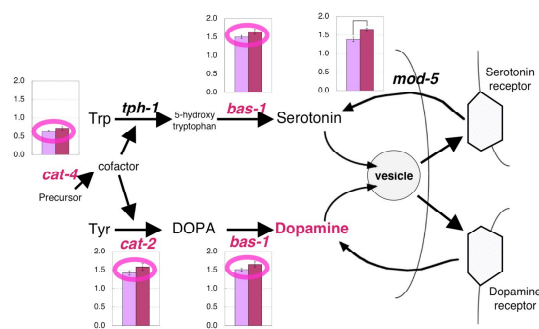 2.0
1.5
1.0
0.5
0.0
2.0
1.5
1.0
0.5
0.0
mod-5
Serotonin
receptor
2.0
1.5
1.0
0.5
0.0
Trp
tph-1
5-hydroxy
tryptophan
bas-1
Serotonin
cat-4
cofactor
Precursor
vesicle
Tyr
cat-2
DOPA
bas-1
Dopamine
2.0
1.5
1.0
0.5
0.0
2.0
1.5
1.0
0.5
0.0
Dopamine
receptor